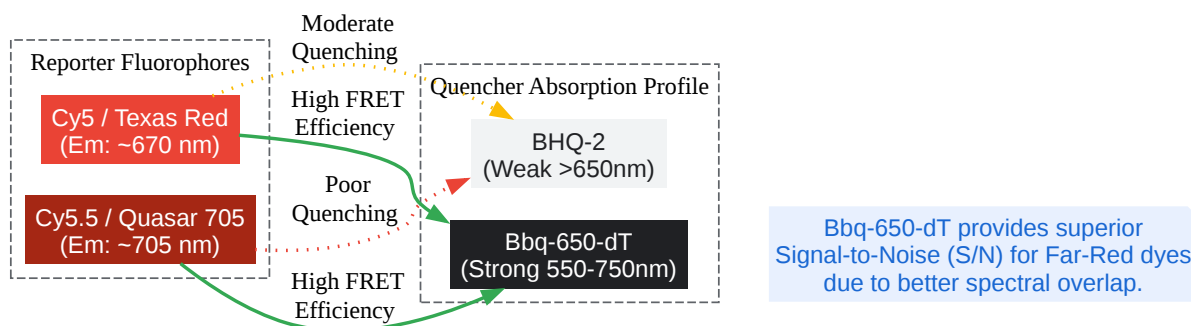 Moderate
Quenching
Reporter Fluorophores
Quencher Absorption Profile
Cy5 / Texas Red
(Em: ~670 nm)
High FRET
Efficiency
BHQ-2
(Weak >650nm)
Poor
Quenching
Cy5.5 / Quasar 705
(Em: ~705 nm)
Bbq-650-dT
(Strong 550-750nm)
High FRET
Efficiency
Bbq-650-dT provides superior
Signal-to-Noise (S/N) for Far-Red dyes
due to better spectral overlap.